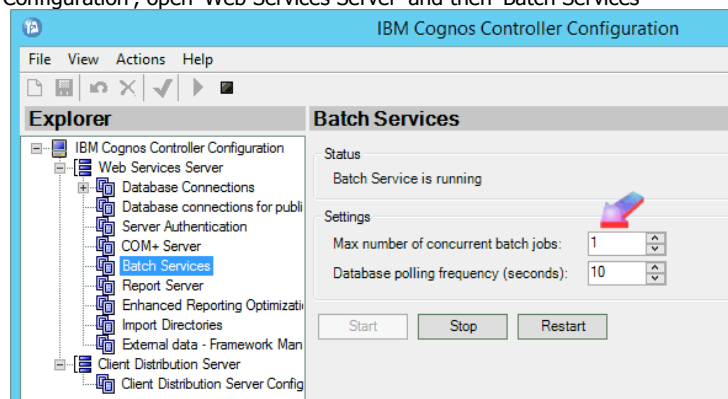 Configuration', open 'Web Services Server' and then 'Batch Services'
IBM Cognos Controller Configuration
File View Actions Help
Explorer
Batch Services
IBM Cognos Controller Configuration
Web Services Server
Database Connections
Database connections for publi
Server Authentication
COM+ Server
Batch Services
Report Server
Enhanced Reporting Optimizati
Import Directories
External data - Framework Man
Client Distribution Server
Client Distribution Server Config
Status
Batch Service is running
Settings
Max number of concurrent batch jobs: 1
Database polling frequency (seconds): 10
Start Stop Restart